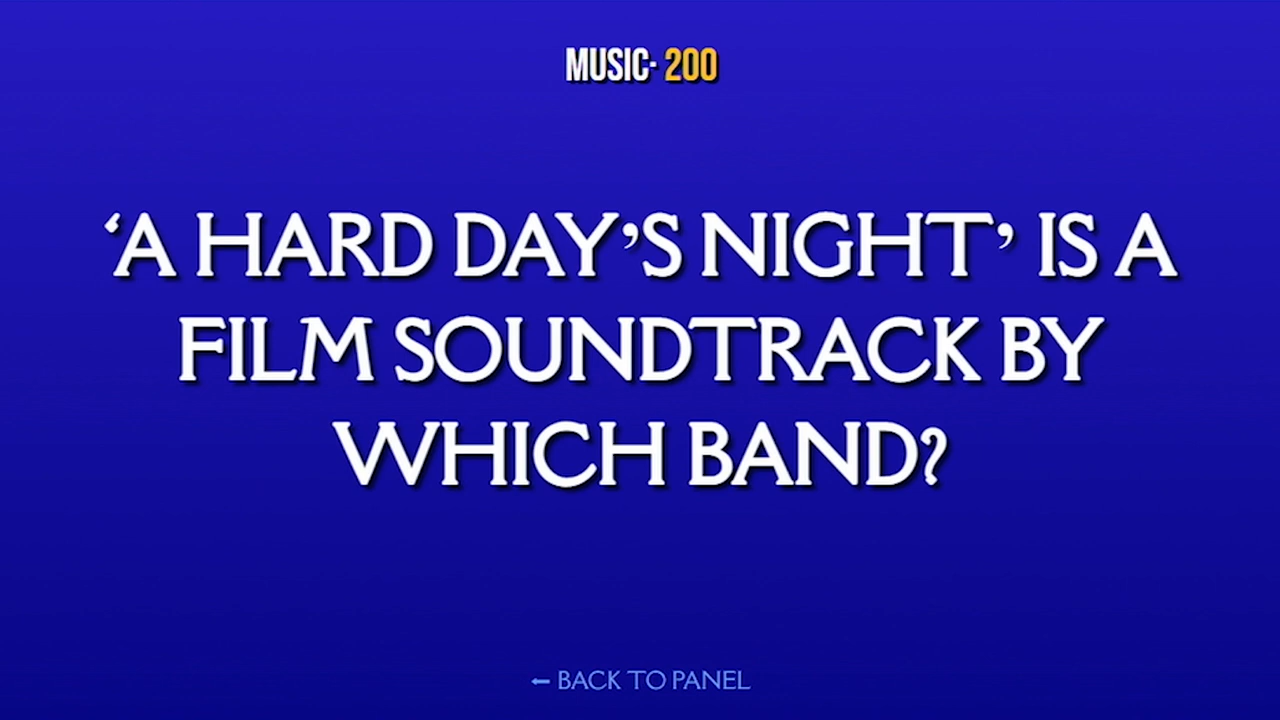 MUSIC- 200
‘A HARD DAY’S NIGHT’ IS A
FILM SOUNDTRACK BY
WHICH BAND?
← BACK TO PANEL